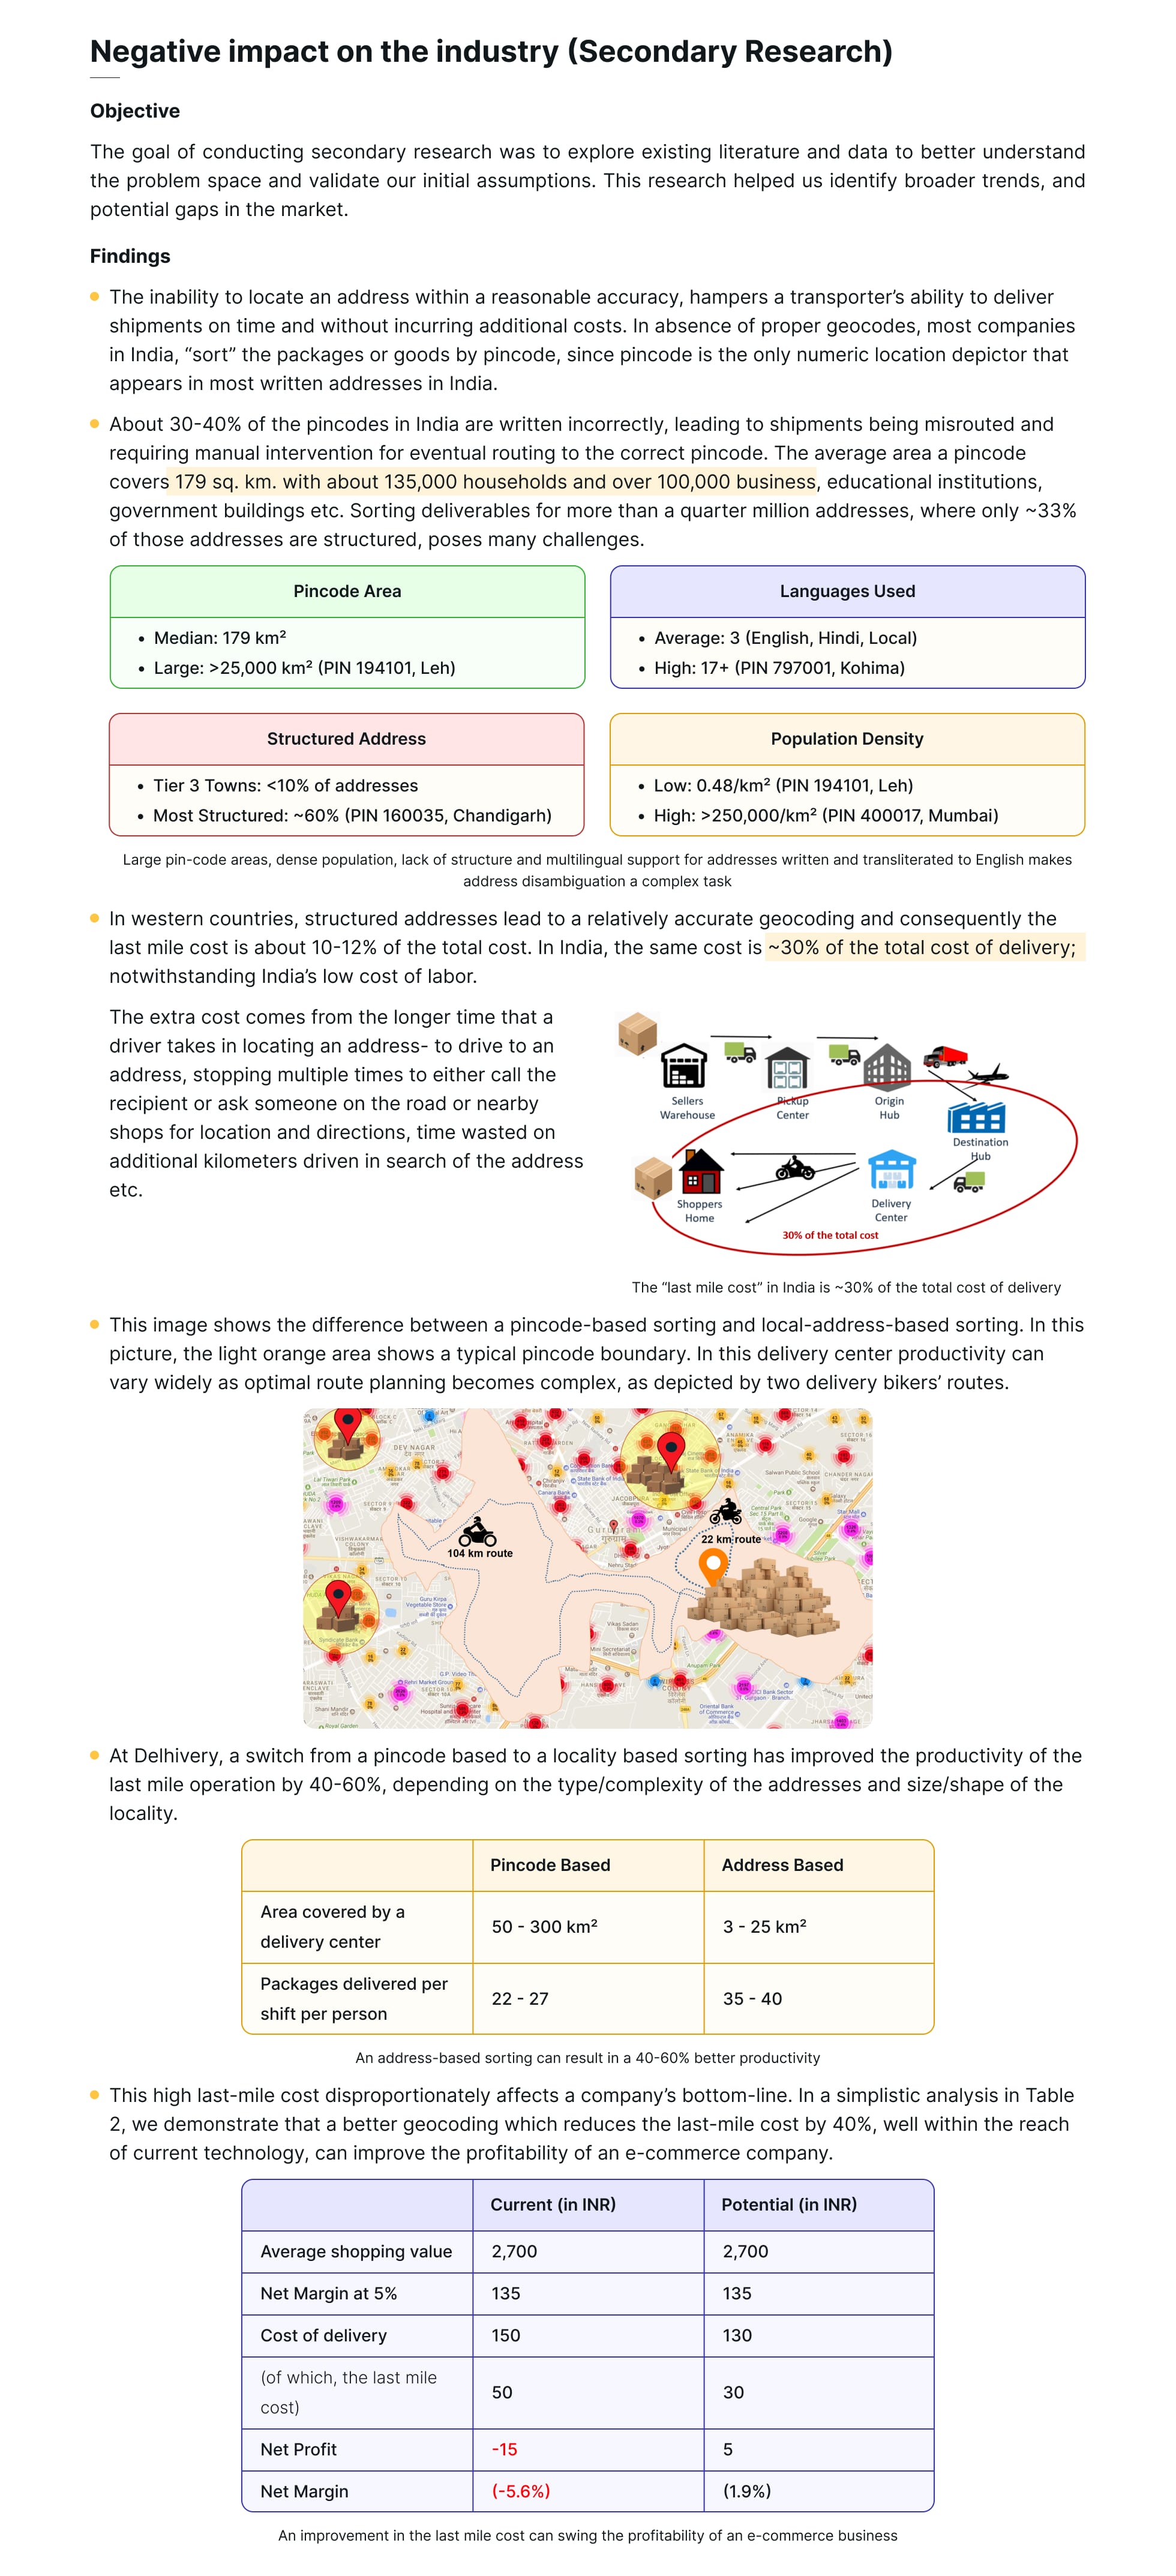 Negative impact on the industry (Secondary Research)
Objective
The goal of conducting secondary research was to explore existing literature and data to better understand
the problem space and validate our initial assumptions. This research helped us identify broader trends, and
potential gaps in the market.
Findings
The inability to locate an address within a reasonable accuracy, hampers a transporter’s ability to deliver
shipments on time and without incurring additional costs. In absence of proper geocodes, most companies
in India, “sort” the packages or goods by pincode, since pincode is the only numeric location depictor that
appears in most written addresses in India.
About 30-40% of the pincodes in India are written incorrectly, leading to shipments being misrouted and
requiring manual intervention for eventual routing to the correct pincode. The average area a pincode
covers 179 sq. km. with about 135,000 households and over 100,000 business, educational institutions,
government buildings etc. Sorting deliverables for more than a quarter million addresses, where only ~33%
of those addresses are structured, poses many challenges.
Pincode Area
• Median: 179 km²
• Large: >25,000 km² (PIN 194101, Leh)
Languages Used
• Average: 3 (English, Hindi, Local)
• High: 17+ (PIN 797001, Kohima)
Structured Address
• Tier 3 Towns: <10% of addresses
• Most Structured: ~60% (PIN 160035, Chandigarh)
Population Density
• Low: 0.48/km² (PIN 194101, Leh)
• High: >250,000/km² (PIN 400017, Mumbai)
Large pin-code areas, dense population, lack of structure and multilingual support for addresses written and transliterated to English makes
address disambiguation a complex task
In western countries, structured addresses lead to a relatively accurate geocoding and consequently the
last mile cost is about 10-12% of the total cost. In India, the same cost is ~30% of the total cost of delivery;
notwithstanding India’s low cost of labor.
The extra cost comes from the longer time that a
driver takes in locating an address- to drive to an
address, stopping multiple times to either call the
recipient or ask someone on the road or nearby
shops for location and directions, time wasted on
additional kilometers driven in search of the address
etc.
Sellers
Warehouse
Pickup
Center
Origin
Hub
Destination
Hub
Shoppers
Home
Delivery
Center
30% of the total cost
The “last mile cost” in India is ~30% of the total cost of delivery
This image shows the difference between a pincode-based sorting and local-address-based sorting. In this
picture, the light orange area shows a typical pincode boundary. In this delivery center productivity can
vary widely as optimal route planning becomes complex, as depicted by two delivery bikers’ routes.
DEV NAGAR
104 km route
22 km route
Gurugram
At Delhivery, a switch from a pincode based to a locality based sorting has improved the productivity of the
last mile operation by 40-60%, depending on the type/complexity of the addresses and size/shape of the
locality.
Pincode Based Address Based
Area covered by a
delivery center
50 - 300 km² 3 - 25 km²
Packages delivered per
shift per person
22 - 27 35 - 40
An address-based sorting can result in a 40-60% better productivity
This high last-mile cost disproportionately affects a company’s bottom-line. In a simplistic analysis in Table
2, we demonstrate that a better geocoding which reduces the last-mile cost by 40%, well within the reach
of current technology, can improve the profitability of an e-commerce company.
Current (in INR) Potential (in INR)
Average shopping value 2,700 2,700
Net Margin at 5% 135 135
Cost of delivery 150 130
(of which, the last mile
cost)
50 30
Net Profit -15 5
Net Margin (-5.6%) (1.9%)
An improvement in the last mile cost can swing the profitability of an e-commerce business